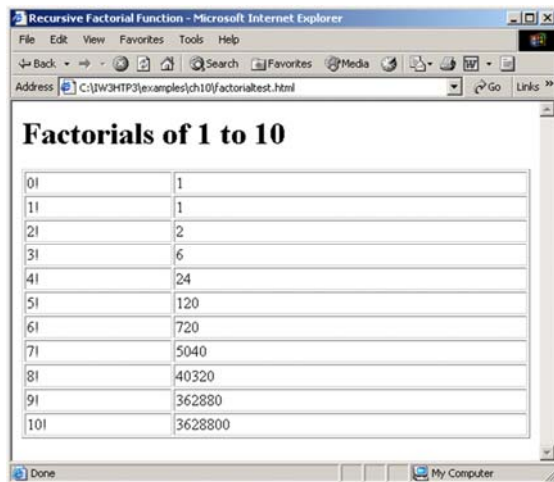 Recursive Factorial Function - Microsoft Internet Explorer
File Edit View Favorites Tools Help
Back Search Favorites Media
Address C:\IW3HTP3\examples\ch10\factorialtest.html Go Links »
Factorials of 1 to 10
0! 1
1! 1
2! 2
3! 6
4! 24
5! 120
6! 720
7! 5040
8! 40320
9! 362880
10! 3628800
Done My Computer